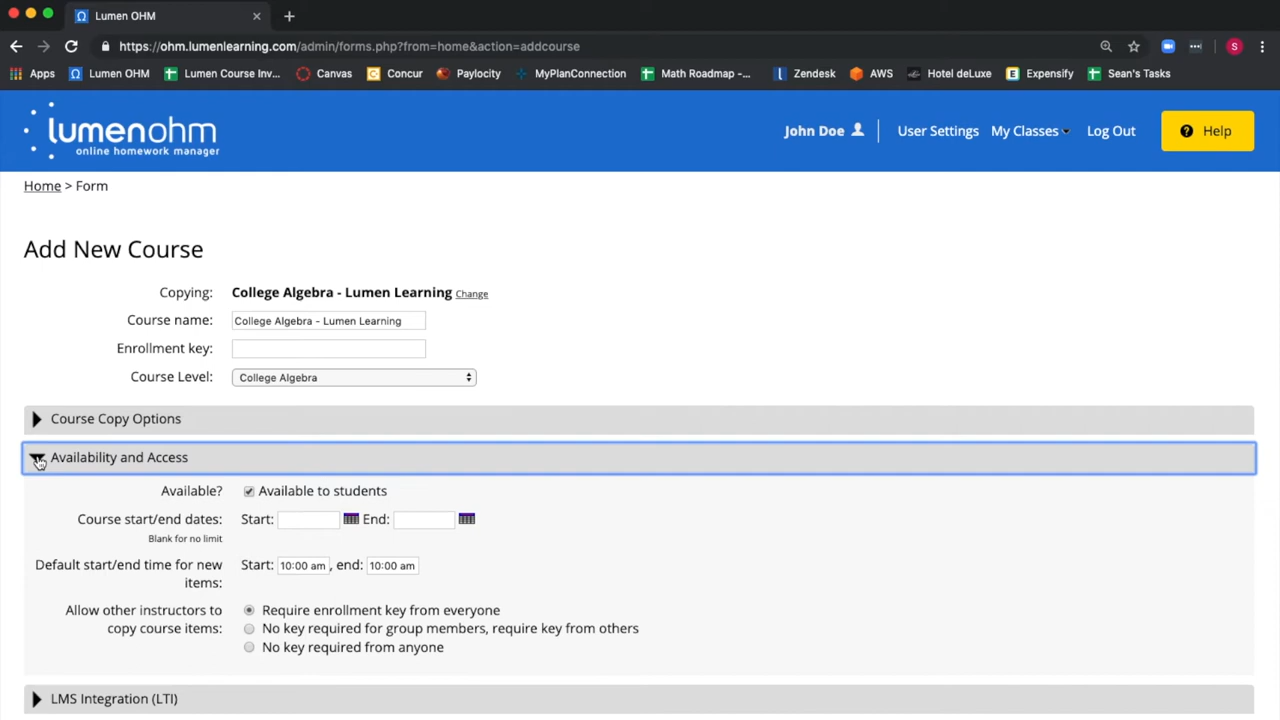 Lumen OHM
https://ohm.lumenlearning.com/admin/forms.php?from=home&action=addcourse
Apps Lumen OHM Lumen Course Inv... Canvas Concur Paylocity MyPlanConnection Math Roadmap -... Zendesk AWS Hotel deLuxe Expensify Sean's Tasks
lumenohm
online homework manager
John Doe User Settings My Classes Log Out ? Help
Home > Form
Add New Course
Copying: College Algebra - Lumen Learning Change
Course name: College Algebra - Lumen Learning
Enrollment key:
Course Level: College Algebra
Course Copy Options
Availability and Access
Available? Available to students
Course start/end dates: Start: End:
Blank for no limit
Default start/end time for new Start: 10:00 am , end: 10:00 am
items:
Allow other instructors to Require enrollment key from everyone
copy course items: No key required for group members, require key from others
No key required from anyone
LMS Integration (LTI)